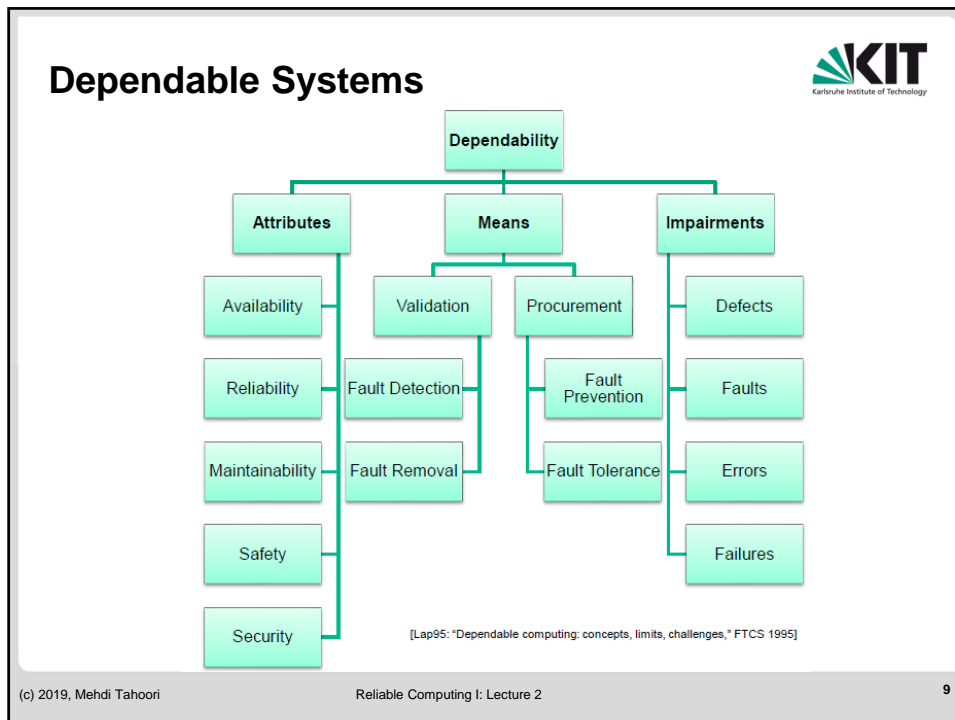 Dependable Systems
KIT
Karlsruhe Institute of Technology
Dependability
Attributes
Means
Impairments
Availability
Validation
Procurement
Defects
Reliability
Fault Detection
Fault
Prevention
Faults
Maintainability
Fault Removal
Fault Tolerance
Errors
Safety
Failures
Security
[Lap95: “Dependable computing: concepts, limits, challenges,” FTCS 1995]
(c) 2019, Mehdi Tahoori
Reliable Computing I: Lecture 2
9